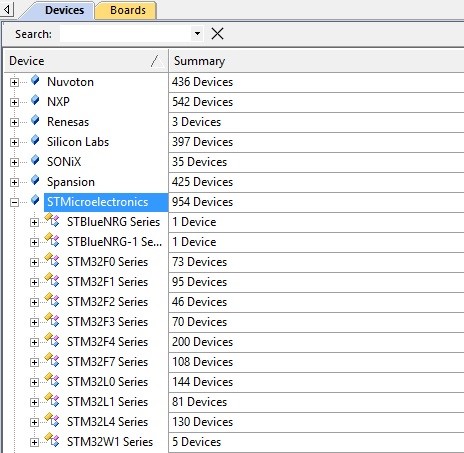 Devices Boards
Search:
Device Summary
Nuvoton 436 Devices
NXP 542 Devices
Renesas 3 Devices
Silicon Labs 397 Devices
SONiX 35 Devices
Spansion 425 Devices
STMicroelectronics 954 Devices
STBlueNRG Series 1 Device
STBlueNRG-1 Se... 1 Device
STM32F0 Series 73 Devices
STM32F1 Series 95 Devices
STM32F2 Series 46 Devices
STM32F3 Series 70 Devices
STM32F4 Series 200 Devices
STM32F7 Series 108 Devices
STM32L0 Series 144 Devices
STM32L1 Series 81 Devices
STM32L4 Series 130 Devices
STM32W1 Series 5 Devices